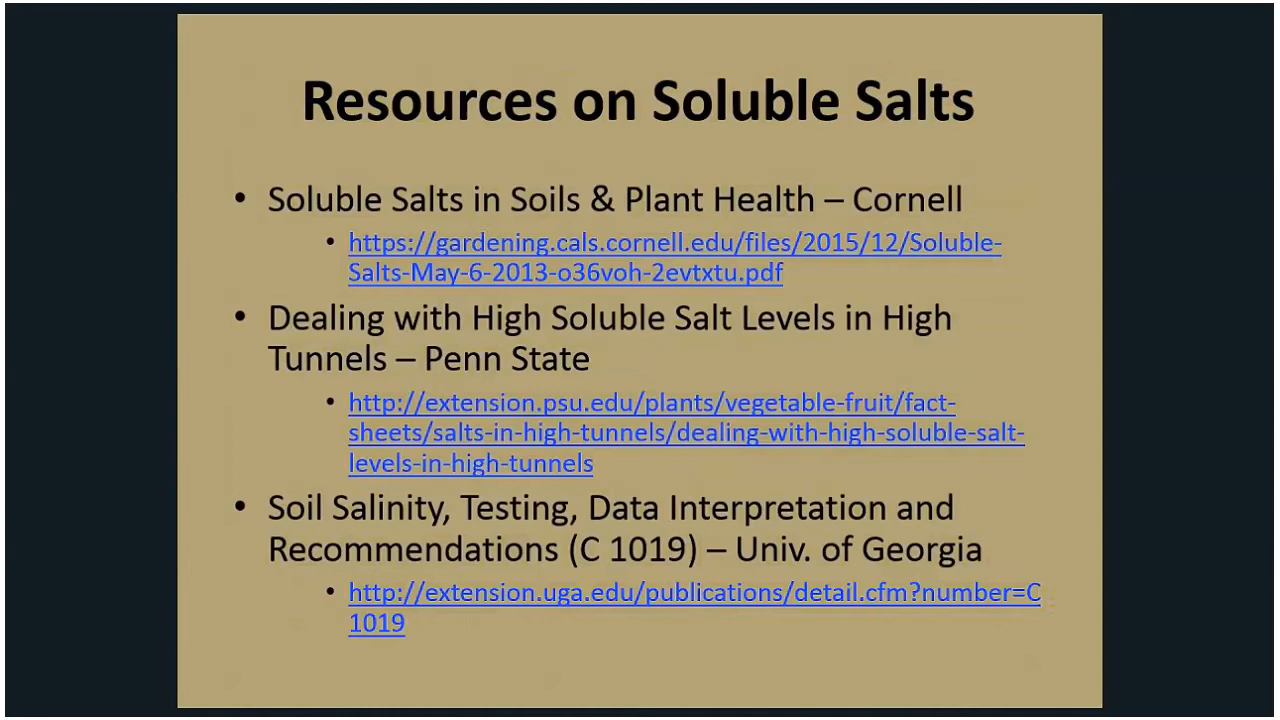 Resources on Soluble Salts
• Soluble Salts in Soils & Plant Health – Cornell
• https://gardening.cals.cornell.edu/files/2015/12/Soluble-
Salts-May-6-2013-o36voh-2evtxtu.pdf
• Dealing with High Soluble Salt Levels in High
Tunnels – Penn State
• http://extension.psu.edu/plants/vegetable-fruit/fact-
sheets/salts-in-high-tunnels/dealing-with-high-soluble-salt-
levels-in-high-tunnels
• Soil Salinity, Testing, Data Interpretation and
Recommendations (C 1019) – Univ. of Georgia
• http://extension.uga.edu/publications/detail.cfm?number=C
1019